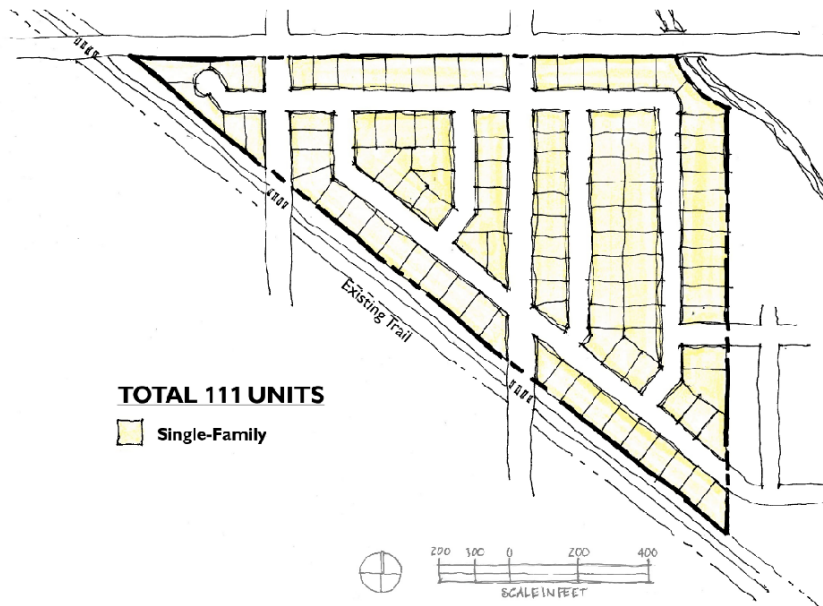 Existing Trail
TOTAL 111 UNITS
Single-Family
200 100 0 200 400
SCALE IN FEET